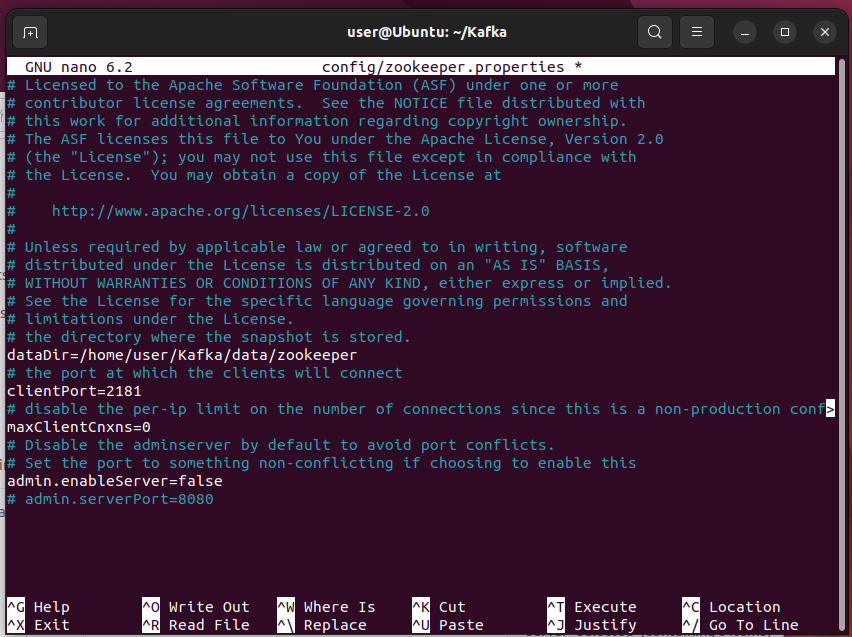 user@Ubuntu: ~/Kafka
GNU nano 6.2 config/zookeeper.properties *
# Licensed to the Apache Software Foundation (ASF) under one or more
# contributor license agreements.  See the NOTICE file distributed with
# this work for additional information regarding copyright ownership.
# The ASF licenses this file to You under the Apache License, Version 2.0
# (the "License"); you may not use this file except in compliance with
# the License.  You may obtain a copy of the License at
#
#    http://www.apache.org/licenses/LICENSE-2.0
#
# Unless required by applicable law or agreed to in writing, software
# distributed under the License is distributed on an "AS IS" BASIS,
# WITHOUT WARRANTIES OR CONDITIONS OF ANY KIND, either express or implied.
# See the License for the specific language governing permissions and
# limitations under the License.
# the directory where the snapshot is stored.
dataDir=/home/user/Kafka/data/zookeeper
# the port at which the clients will connect
clientPort=2181
# disable the per-ip limit on the number of connections since this is a non-production conf>
maxClientCnxns=0
# Disable the adminserver by default to avoid port conflicts.
# Set the port to something non-conflicting if choosing to enable this
admin.enableServer=false
# admin.serverPort=8080
^G Help ^O Write Out ^W Where Is ^K Cut ^T Execute ^C Location
^X Exit ^R Read File ^\ Replace ^U Paste ^J Justify ^/ Go To Line